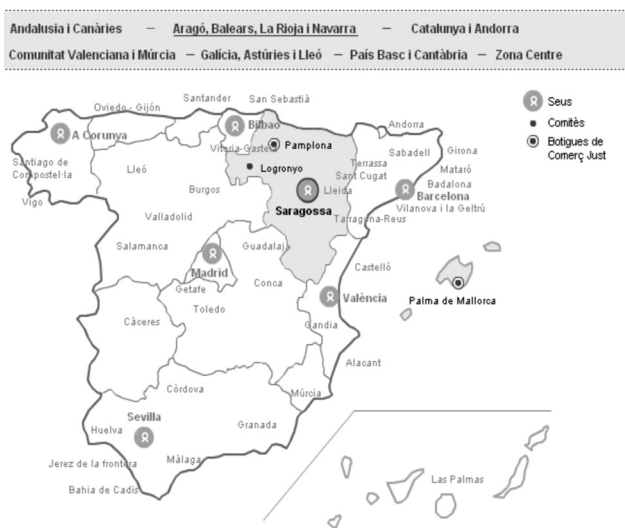 Andalusia i Canàries — Aragó, Balears, La Rioja i Navarra — Catalunya i Andorra
Comunitat Valenciana i Múrcia — Galícia, Astúries i Lleó — País Basc i Cantàbria — Zona Centre
Seus
Comitès
Botigues de
Comerç Just
Oviedo - Gijón
Santander
San Sebastià
A Corunya
Bilbao
Andorra
Pamplona
Vitoria-Gasteiz
Sabadell
Girona
Santiago de
Compostel·la
Lleó
Logronyo
Terrassa
Sant Cugat
Mataró
Badalona
Vigo
Burgos
Lleida
Barcelona
Saragossa
Vilanova i la Geltrú
Valladolid
Tarragona-Reus
Salamanca
Guadalaj
Madrid
Castelló
Getafe
Conca
Toledo
València
Palma de Mallorca
Càceres
Gandia
Alacant
Còrdova
Múrcia
Sevilla
Huelva
Granada
Jerez de la frontera
Màlaga
Bahia de Cadis
Las Palmas